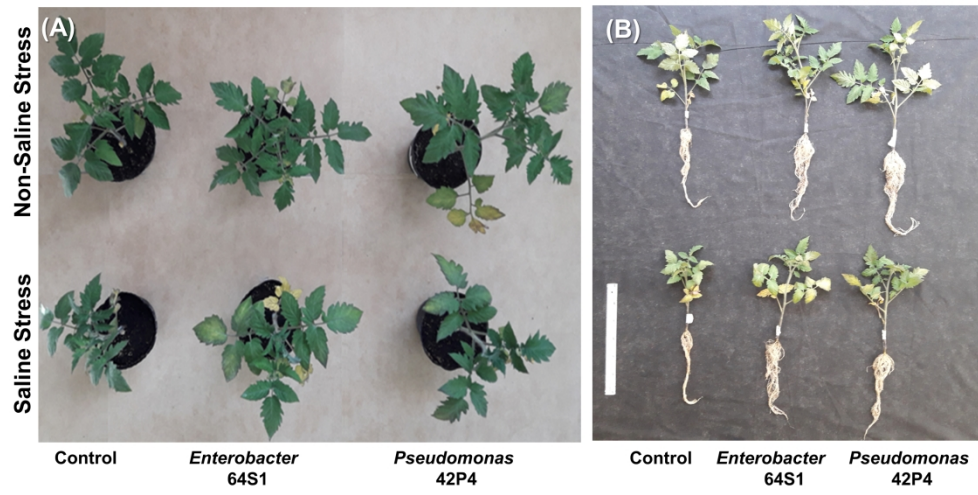 (A)
(B)
Non-Saline Stress
Saline Stress
Control
Enterobacter
64S1
Pseudomonas
42P4
Control
Enterobacter
64S1
Pseudomonas
42P4